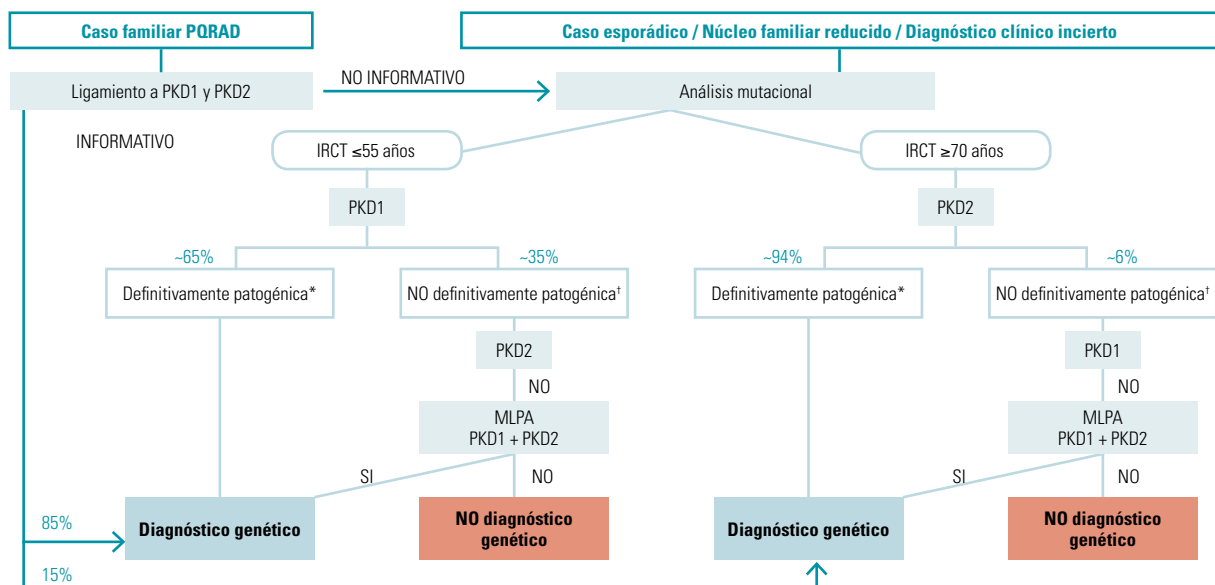 Caso familiar PQRAD
Caso esporádico / Núcleo familiar reducido / Diagnóstico clínico incierto
Ligamiento a PKD1 y PKD2
NO INFORMATIVO
Análisis mutacional
INFORMATIVO
IRCT ≤55 años
IRCT ≥70 años
PKD1
PKD2
~65%
~35%
~94%
~6%
Definitivamente patogénica*
NO definitivamente patogénica†
Definitivamente patogénica*
NO definitivamente patogénica†
PKD2
PKD1
NO
NO
MLPA
PKD1 + PKD2
MLPA
PKD1 + PKD2
SI
NO
SI
NO
85%
Diagnóstico genético
NO diagnóstico
genético
Diagnóstico genético
NO diagnóstico
genético
15%